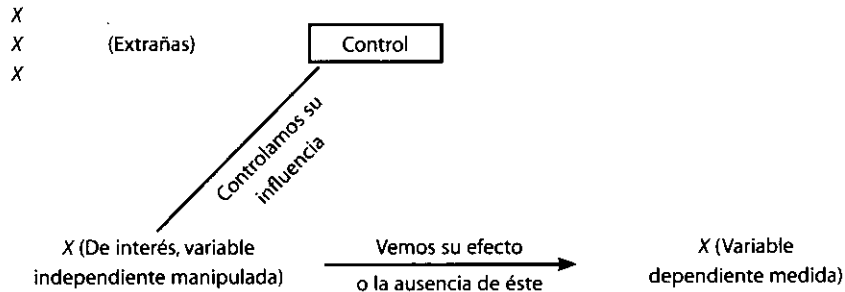 X
X (Extrañas) Control
X
Controlamos su
influencia
X (De interés, variable
independiente manipulada)
Vemos su efecto
o la ausencia de éste
X (Variable
dependiente medida)